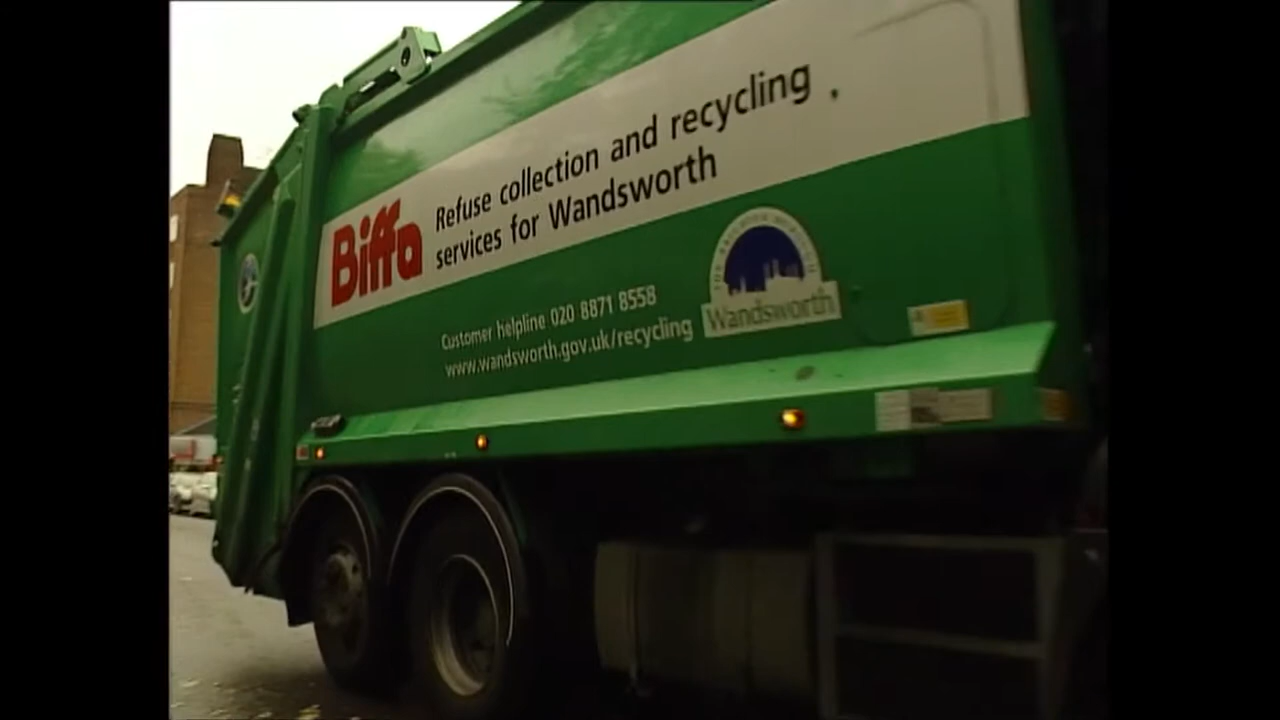 Biffa
Refuse collection and recycling
services for Wandsworth
Customer helpline 020 8871 8558
www.wandsworth.gov.uk/recycling
Wandsworth